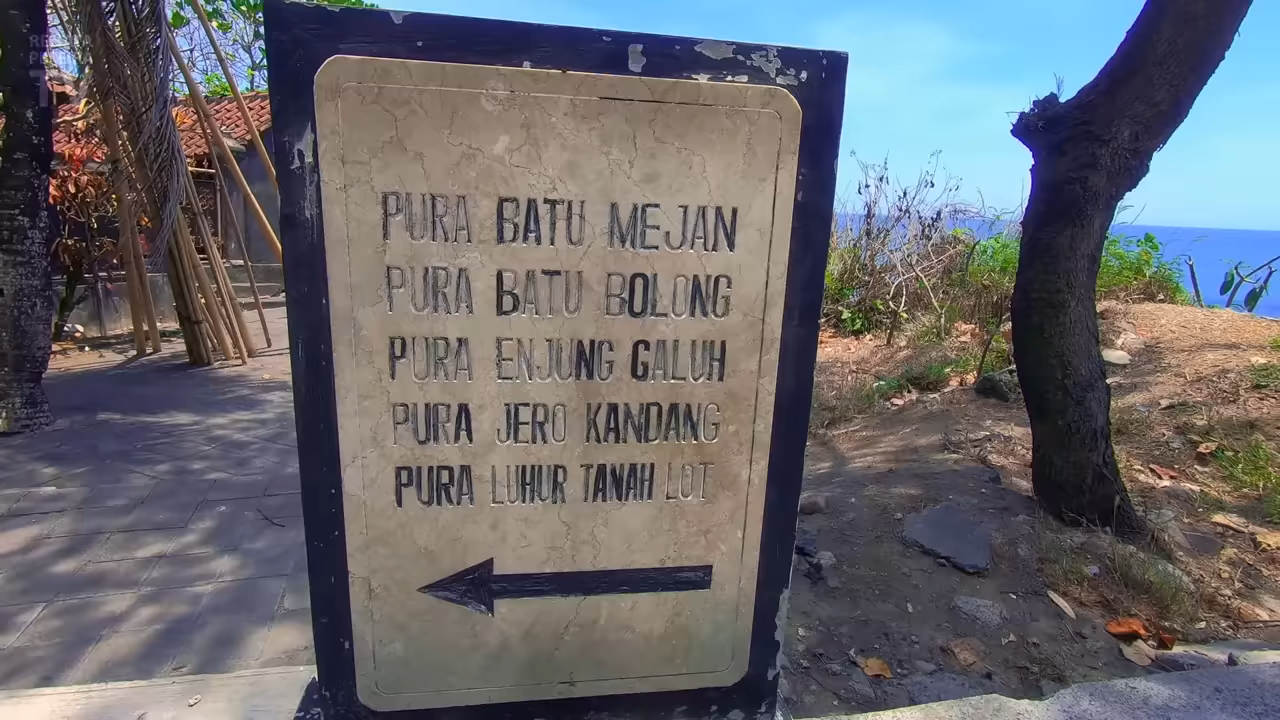 PURA BATU MEJAN
PURA BATU BOLONG
PURA ENJUNG GALUH
PURA JERO KANDANG
PURA LUHUR TANAH LOT